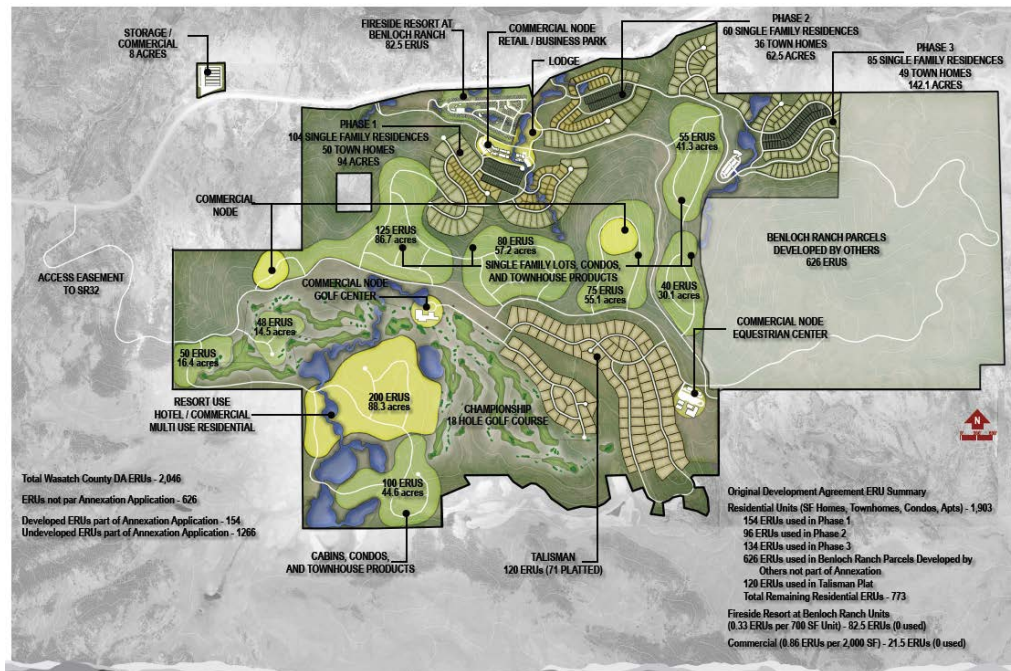 STORAGE /
COMMERCIAL
8 ACRES
FIRESIDE RESORT AT
BENLOCH RANCH
82.5 ERUS
COMMERCIAL NODE
RETAIL / BUSINESS PARK
LODGE
PHASE 2
60 SINGLE FAMILY RESIDENCES
36 TOWN HOMES
62.5 ACRES
PHASE 3
85 SINGLE FAMILY RESIDENCES
49 TOWN HOMES
142.1 ACRES
PHASE 1
104 SINGLE FAMILY RESIDENCES
50 TOWN HOMES
94 ACRES
55 ERUS
41.3 acres
COMMERCIAL
NODE
125 ERUS
86.7 acres
80 ERUS
57.2 acres
SINGLE FAMILY LOTS, CONDOS,
AND TOWNHOUSE PRODUCTS
75 ERUS
55.1 acres
40 ERUS
30.1 acres
BENLOCH RANCH PARCELS
DEVELOPED BY OTHERS
626 ERUS
ACCESS EASEMENT
TO SR32
COMMERCIAL NODE
GOLF CENTER
48 ERUS
14.5 acres
50 ERUS
16.4 acres
COMMERCIAL NODE
EQUESTRIAN CENTER
RESORT USE
HOTEL / COMMERCIAL
MULTI USE RESIDENTIAL
200 ERUS
88.3 acres
CHAMPIONSHIP
18 HOLE GOLF COURSE
N
100 ERUS
44.6 acres
CABINS, CONDOS,
AND TOWNHOUSE PRODUCTS
TALISMAN
120 ERUs (71 PLATTED)
Total Wasatch County DA ERUs - 2,046
ERUs not par Annexation Application - 626
Developed ERUs part of Annexation Application - 154
Undeveloped ERUs part of Annexation Application - 1266
Original Development Agreement ERU Summary
Residential Units (SF Homes, Townhomes, Condos, Apts) - 1,903
154 ERUs used in Phase 1
96 ERUs used in Phase 2
134 ERUs used in Phase 3
626 ERUs used in Benloch Ranch Parcels Developed by
Others not part of Annexation
120 ERUs used in Talisman Plat
Total Remaining Residential ERUs - 773
Fireside Resort at Benloch Ranch Units
(0.33 ERUs per 700 SF Unit) - 82.5 ERUs (0 used)
Commercial (0.86 ERUs per 2,000 SF) - 21.5 ERUs (0 used)